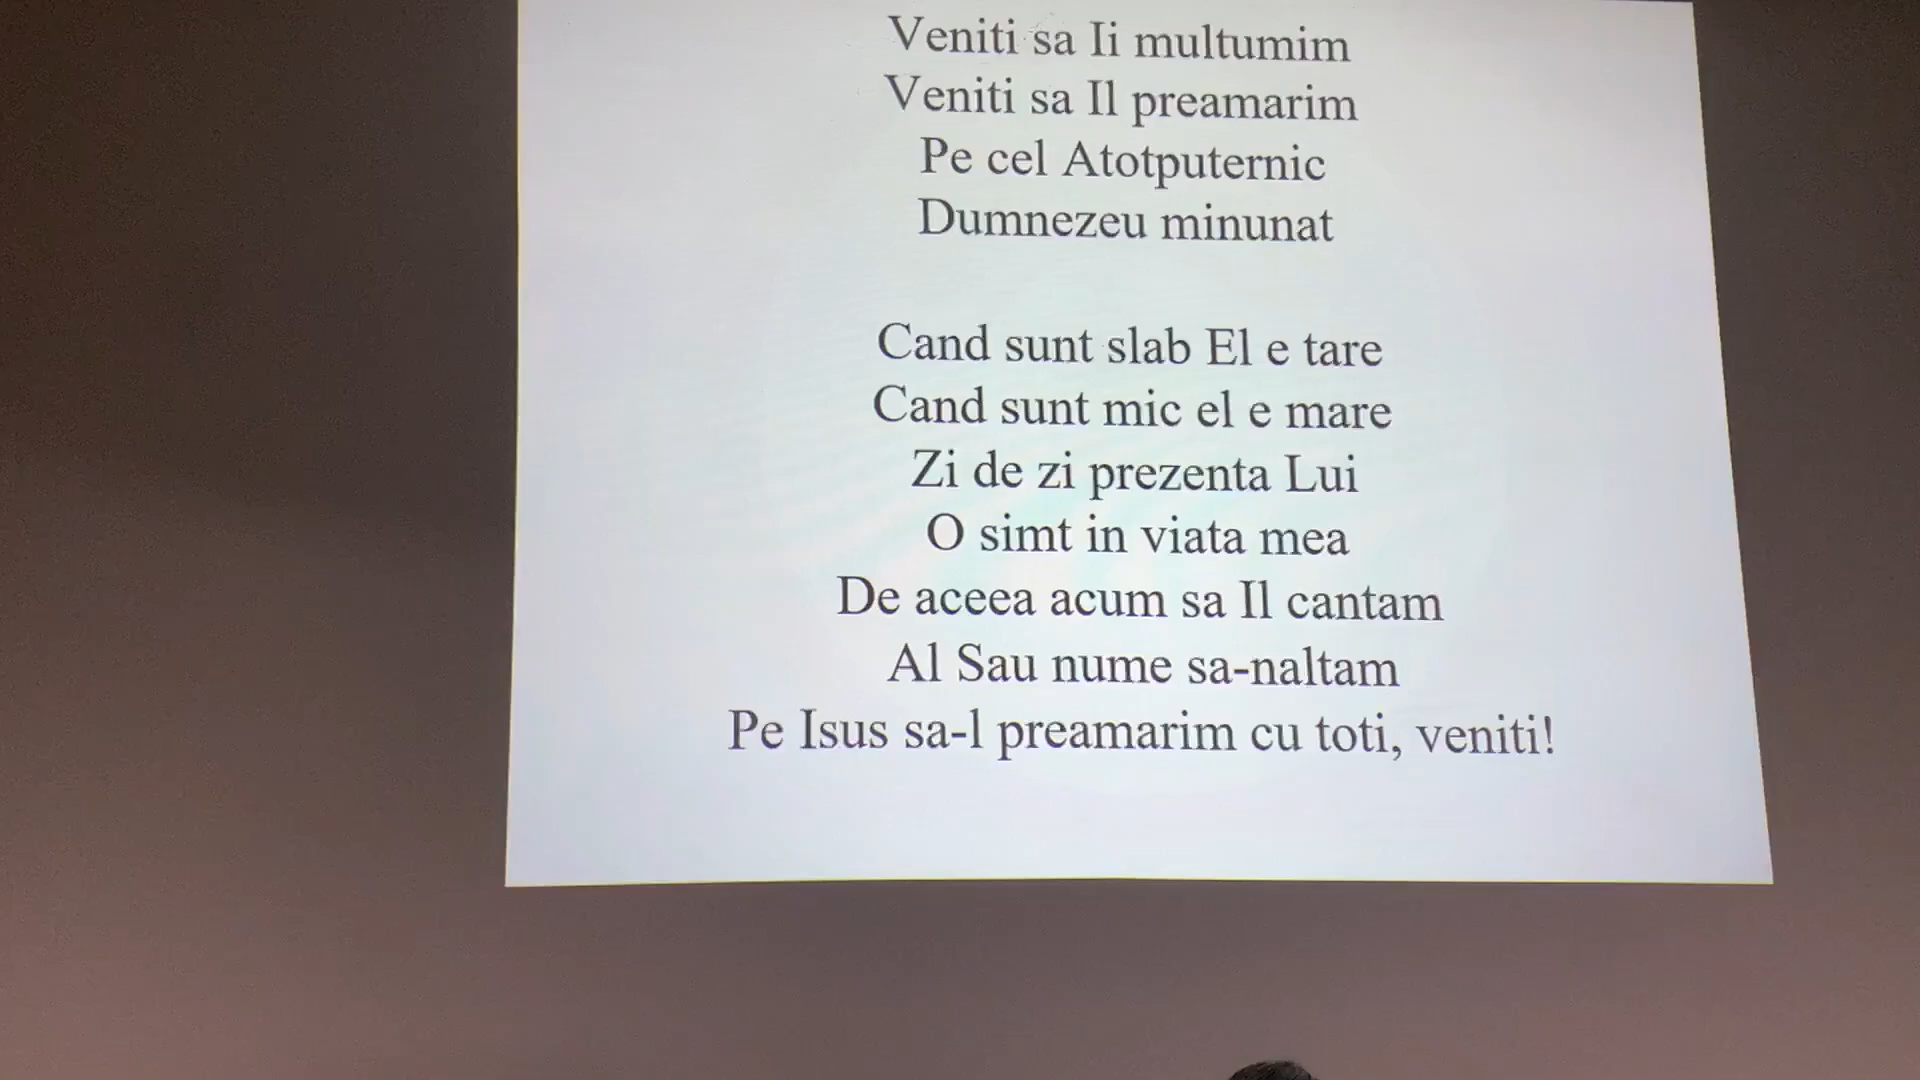 Veniti sa Ii multumim
Veniti sa Il preamarim
Pe cel Atotputernic
Dumnezeu minunat
Cand sunt slab El e tare
Cand sunt mic el e mare
Zi de zi prezenta Lui
O simt in viata mea
De aceea acum sa Il cantam
Al Sau nume sa-naltam
Pe Isus sa-l preamarim cu toti, veniti!